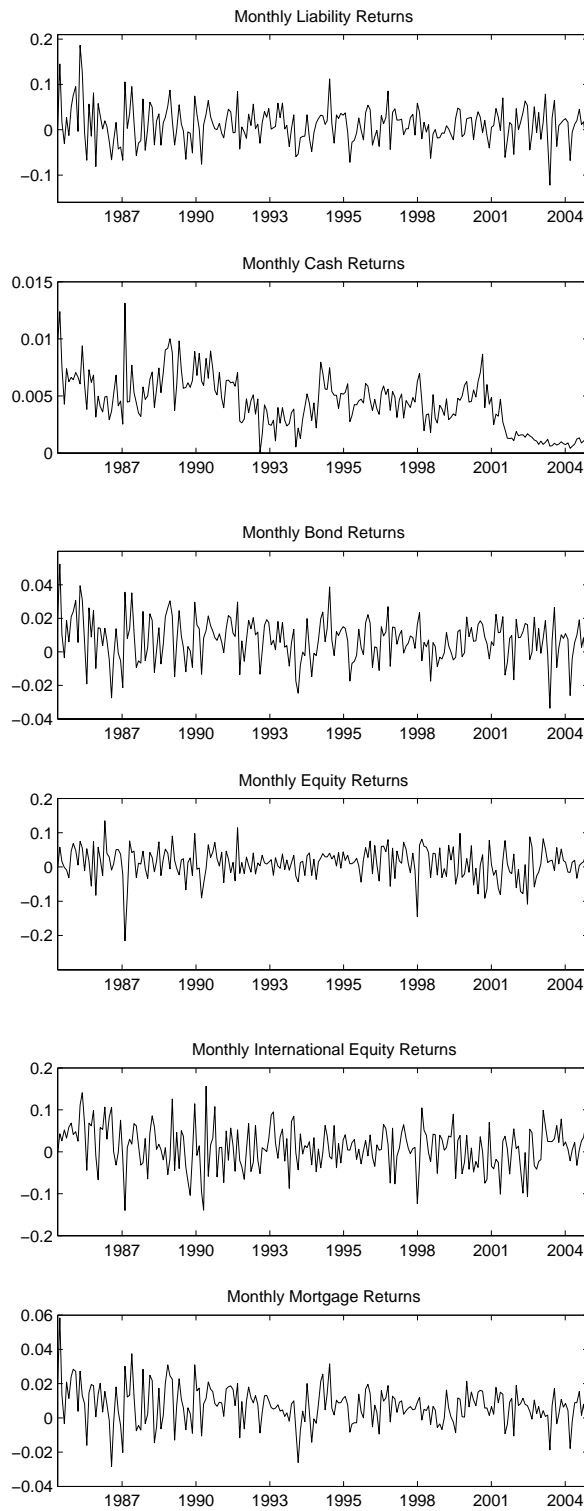 Monthly Liability Returns
0.2
0.1
0
−0.1
1987 1990 1993 1995 1998 2001 2004
Monthly Cash Returns
0.015
0.01
0.005
0
1987 1990 1993 1995 1998 2001 2004
Monthly Bond Returns
0.04
0.02
0
−0.02
−0.04
1987 1990 1993 1995 1998 2001 2004
Monthly Equity Returns
0.2
0.1
0
−0.1
−0.2
1987 1990 1993 1995 1998 2001 2004
Monthly International Equity Returns
0.2
0.1
0
−0.1
−0.2
1987 1990 1993 1995 1998 2001 2004
Monthly Mortgage Returns
0.06
0.04
0.02
0
−0.02
−0.04
1987 1990 1993 1995 1998 2001 2004